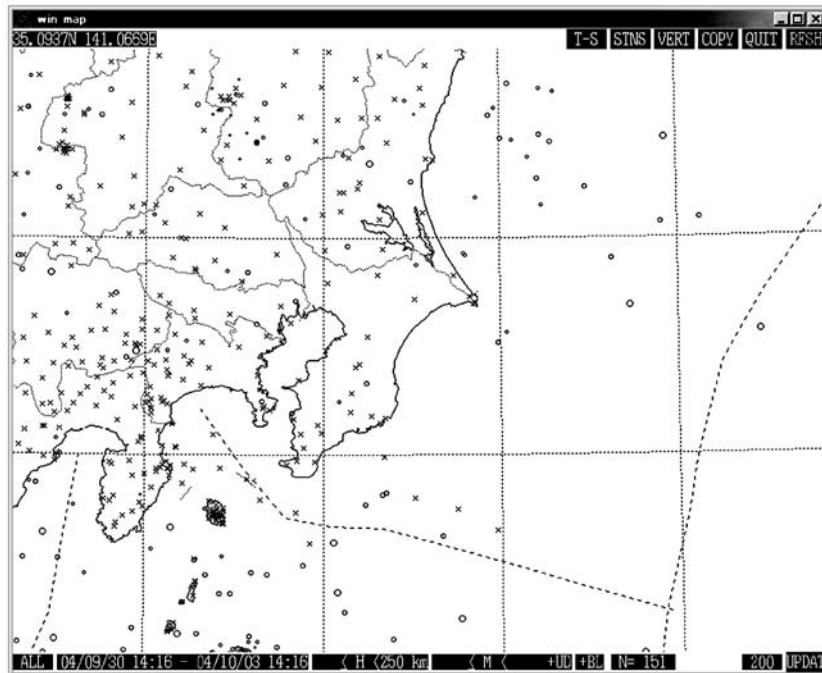 win map
35.0937N 141.0669E
T-S STNS VERT COPY QUIT RFSH
ALL 04/09/30 14:16 - 04/10/03 14:16 < H <250 km < M < +UD +BL N= 151 200 UPDAT